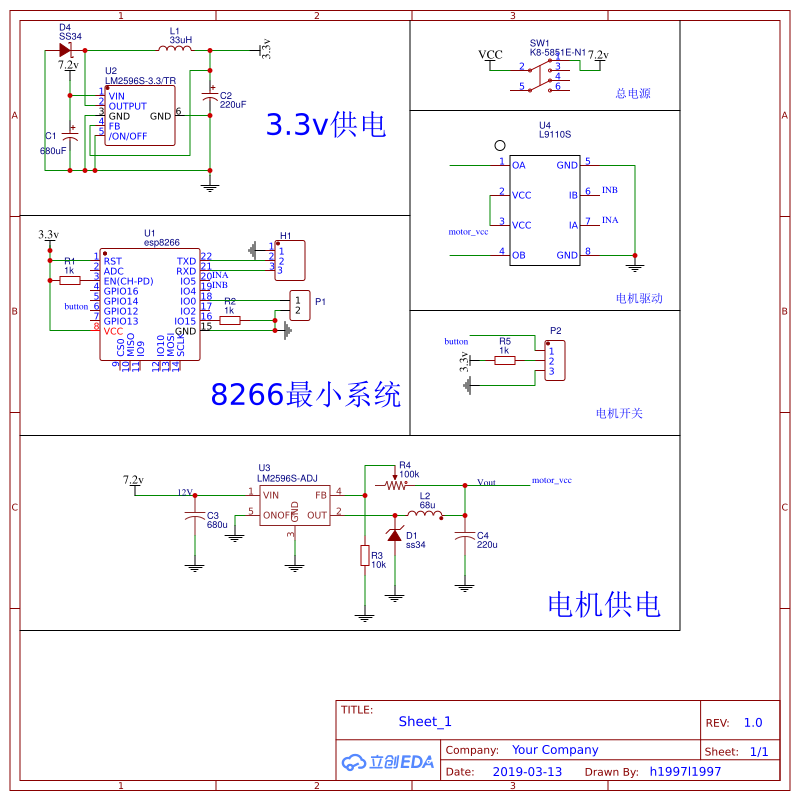 1 2 3
A
B
C
D4
SS34
L1
33uH
3.3v
7.2v
U2
LM2596S-3.3/TR
1 VIN
2 OUTPUT
3 GND
4 FB
5 /ON/OFF
GND 6
C1
680uF
C2
220uF
3.3v供电
SW1
K8-5851E-N1
VCC
7.2v
2
5
1
3
4
6
总电源
U4
L9110S
1 OA
2 VCC
3 VCC
4 OB
GND 5
IB 6 INB
IA 7 INA
GND 8
motor_vcc
电机驱动
3.3v
R1
1k
button
U1
esp8266
1 RST
2 ADC
3 EN(CH-PD)
4 GPIO16
5 GPIO14
6 GPIO12
7 GPIO13
8 VCC
TXD 22
RXD 21
IO5 20 INA
IO4 19 INB
IO0 18
IO2 17
IO15 16
GND 15
CS0 MISO IO9 IO10 MOSI SCLK
9 10 11 12 13 14
H1
1
2
3
R2
1k
P1
1
2
8266最小系统
button
3.3v
R5
1k
P2
1
2
3
电机开关
7.2v
12V
C3
680u
U3
LM2596S-ADJ
1 VIN
5 ONOFF
GND
3
FB 4
OUT 2
R4
100k
R3
10k
D1
ss34
L2
68u
C4
220u
Vout
motor_vcc
电机供电
TITLE:
Sheet_1
REV: 1.0
立创EDA
Company: Your Company
Sheet: 1/1
Date: 2019-03-13
Drawn By: h1997l1997
A
B
C
1 2 3